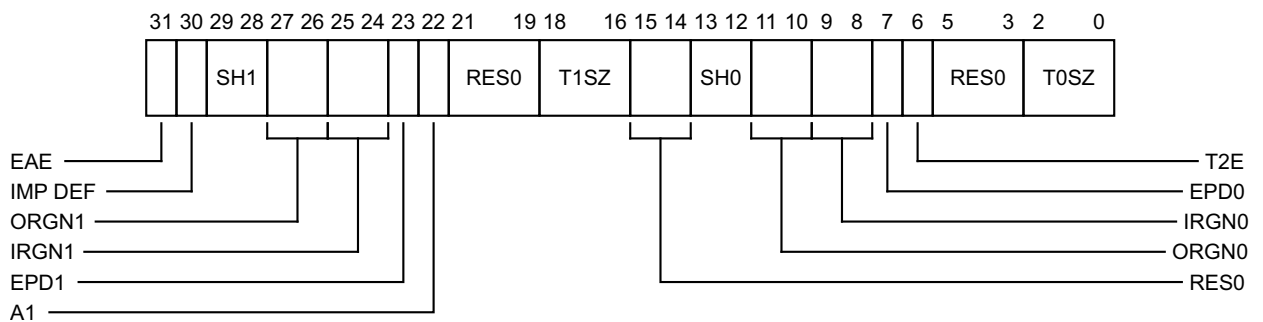 31 30 29 28 27 26 25 24 23 22 21 19 18 16 15 14 13 12 11 10 9 8 7 6 5 3 2 0
SH1 RES0 T1SZ SH0 RES0 T0SZ
EAE T2E
IMP DEF EPD0
ORGN1 IRGN0
IRGN1 ORGN0
EPD1 RES0
A1